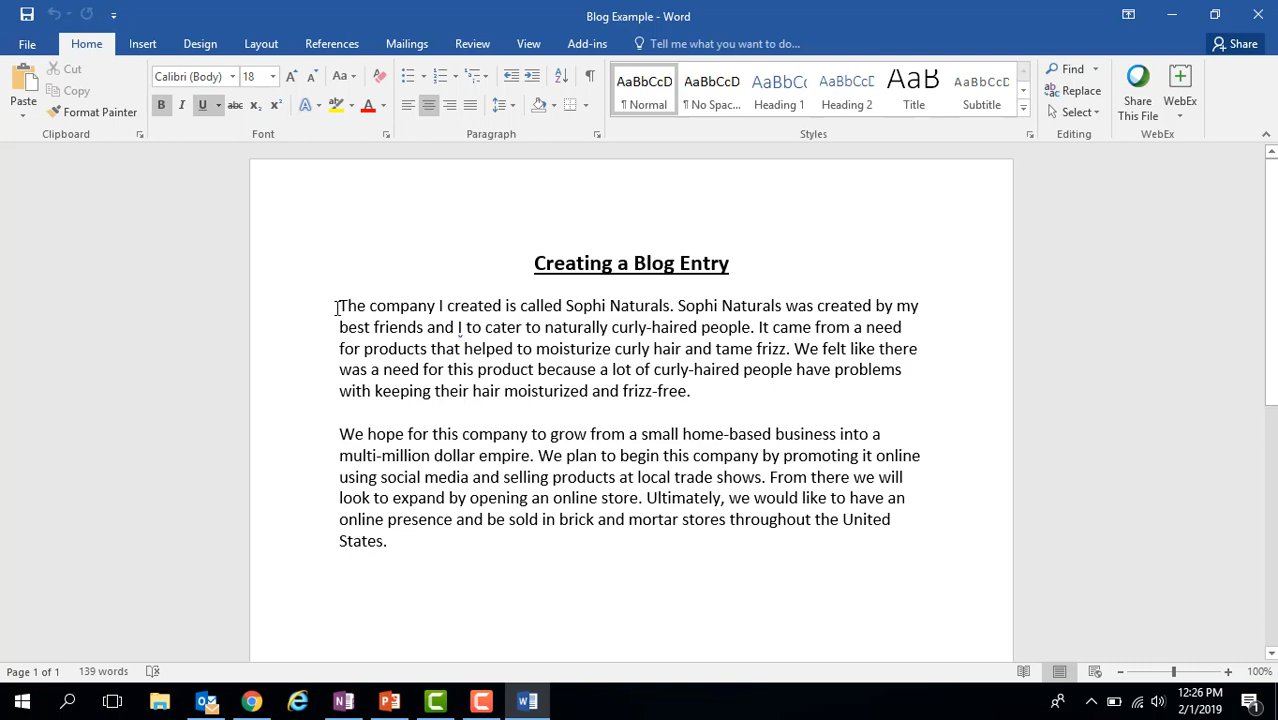 Blog Example - Word
File Home Insert Design Layout References Mailings Review View Add-ins Tell me what you want to do... Share
Paste
Cut
Copy
Format Painter
Clipboard
Calibri (Body) 18 Aa
B I U abc x₂ x² A A
Font
Paragraph
AaBbCcD AaBbCcD AaBbCc AaBbCcC AaB AaBbCcD
¶ Normal ¶ No Spac... Heading 1 Heading 2 Title Subtitle
Styles
Find
Replace
Select
Editing
Share This File
WebEx
WebEx
Creating a Blog Entry
The company I created is called Sophi Naturals. Sophi Naturals was created by my
best friends and I to cater to naturally curly-haired people. It came from a need
for products that helped to moisturize curly hair and tame frizz. We felt like there
was a need for this product because a lot of curly-haired people have problems
with keeping their hair moisturized and frizz-free.
We hope for this company to grow from a small home-based business into a
multi-million dollar empire. We plan to begin this company by promoting it online
using social media and selling products at local trade shows. From there we will
look to expand by opening an online store. Ultimately, we would like to have an
online presence and be sold in brick and mortar stores throughout the United
States.
Page 1 of 1 139 words 100%
12:26 PM
2/1/2019